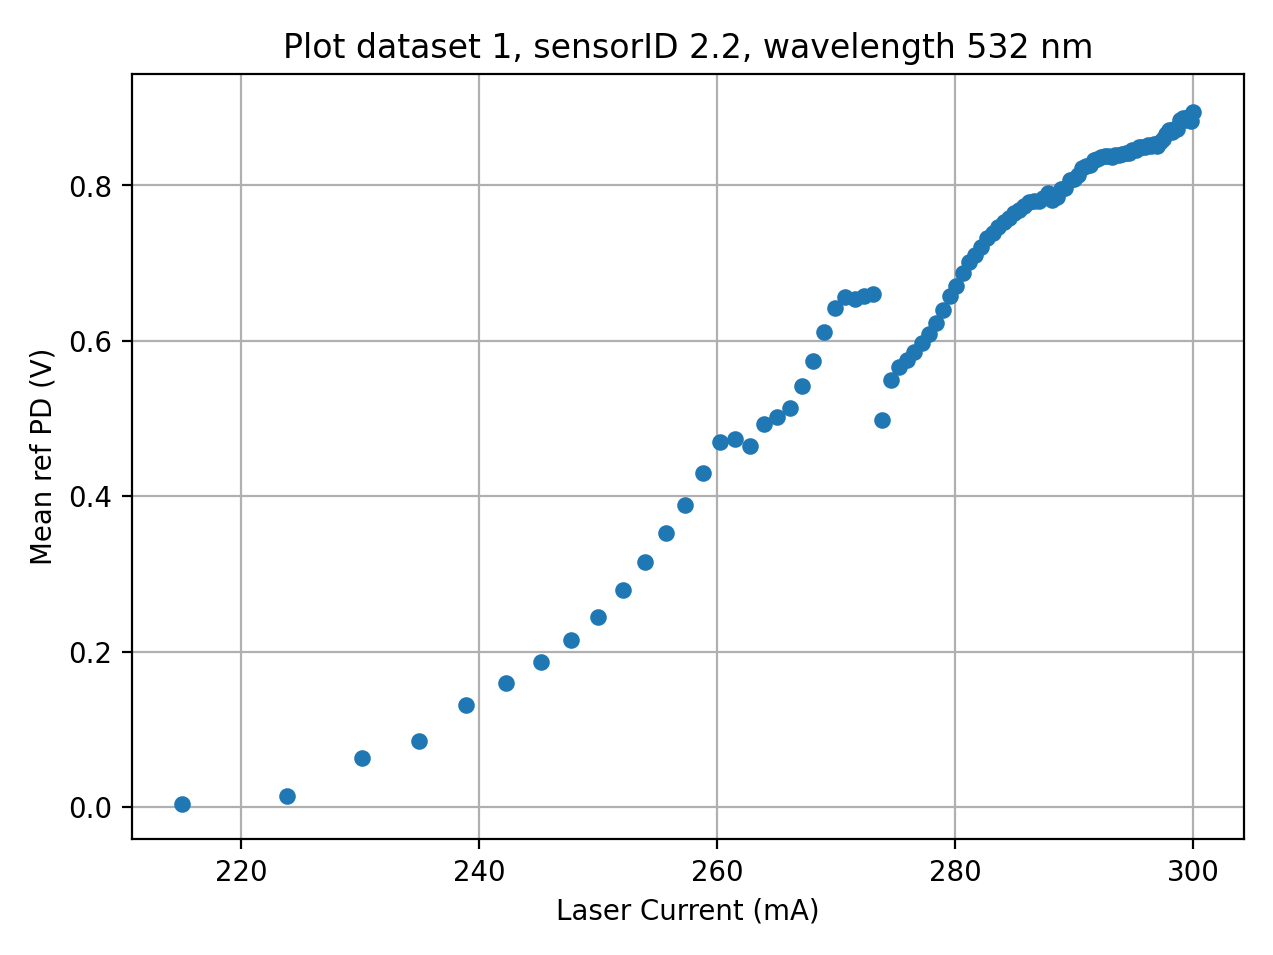 Plot dataset 1, sensorID 2.2, wavelength 532 nm
Mean ref PD (V)
0.8
0.6
0.4
0.2
0.0
220 240 260 280 300
Laser Current (mA)